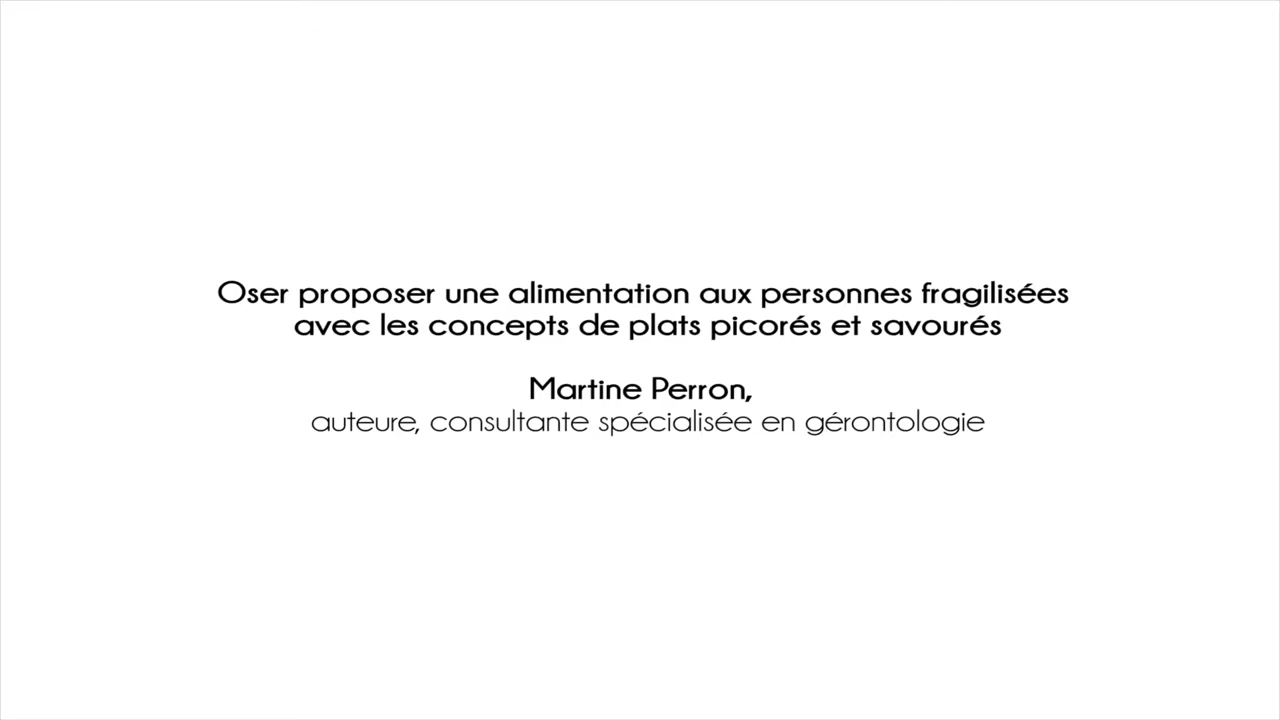 Oser proposer une alimentation aux personnes fragilisées
avec les concepts de plats picorés et savourés
Martine Perron,
auteure, consultante spécialisée en gérontologie